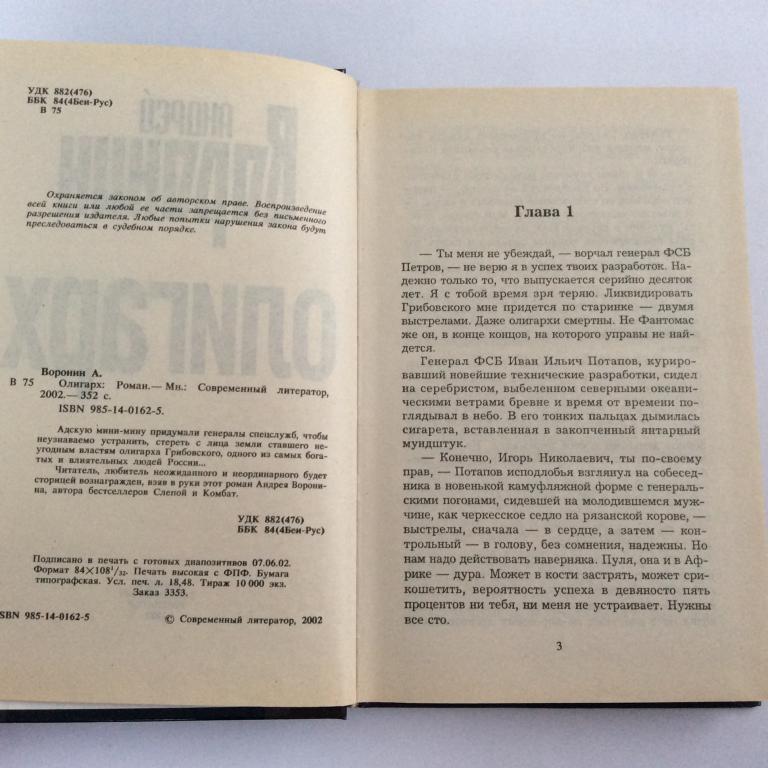 УДК 882(476)
ББК 84(4Беи-Рус)
В 75
Охраняется законом об авторском праве. Воспроизведение
всей книги или любой ее части запрещается без письменного
разрешения издателя. Любые попытки нарушения закона будут
преследоваться в судебном порядке.
Воронин А.
В 75 Олигарх: Роман.— Мн.: Современный литератор,
2002.— 352 с.
ISBN 985-14-0162-5.
Адскую мини-мину придумали генералы спецслужб, чтобы
неузнаваемо устранить, стереть с лица земли ставшего не-
угодным властям олигарха Грибовского, одного из самых бога-
тых и влиятельных людей России...
Читатель, любитель неожиданного и неординарного будет
сторицей вознагражден, взяв в руки этот роман Андрея Ворони-
на, автора бестселлеров Слепой и Комбат.
УДК 882(476)
ББК 84(4Беи-Рус)
Подписано в печать с готовых диапозитивов 07.06.02.
Формат 84×108¹/₃₂. Печать высокая с ФПФ. Бумага
типографская. Усл. печ. л. 18,48. Тираж 10 000 экз.
Заказ 3353.
ISBN 985-14-0162-5 © Современный литератор, 2002
АНДРЕЙ
Воронин
ОЛИГАРХ
Глава 1
— Ты меня не убеждай, — ворчал генерал ФСБ
Петров, — не верю я в успех твоих разработок. На-
дежно только то, что выпускается серийно десяток
лет. Я с тобой время зря теряю. Ликвидировать
Грибовского мне придется по старинке — двумя
выстрелами. Даже олигархи смертны. Не Фантомас
же он, в конце концов, на которого управы не най-
дется.
Генерал ФСБ Иван Ильич Потапов, куриро-
вавший новейшие технические разработки, сидел
на серебристом, выбеленном северными океани-
ческими ветрами бревне и время от времени по-
глядывал в небо. В его тонких пальцах дымилась
сигарета, вставленная в закопченный янтарный
мундштук.
— Конечно, Игорь Николаевич, ты по-своему
прав, — Потапов исподлобья взглянул на собесед-
ника в новенькой камуфляжной форме с генераль-
скими погонами, сидевшей на молодившемся муж-
чине, как черкесское седло на рязанской корове, —
выстрелы, сначала — в сердце, а затем — кон-
трольный — в голову, без сомнения, надежны. Но
нам надо действовать наверняка. Пуля, она и в Аф-
рике — дура. Может в кости застрять, может сри-
кошетить, вероятность успеха в девяносто пять
процентов ни тебя, ни меня не устраивает. Нужны
все сто.
3